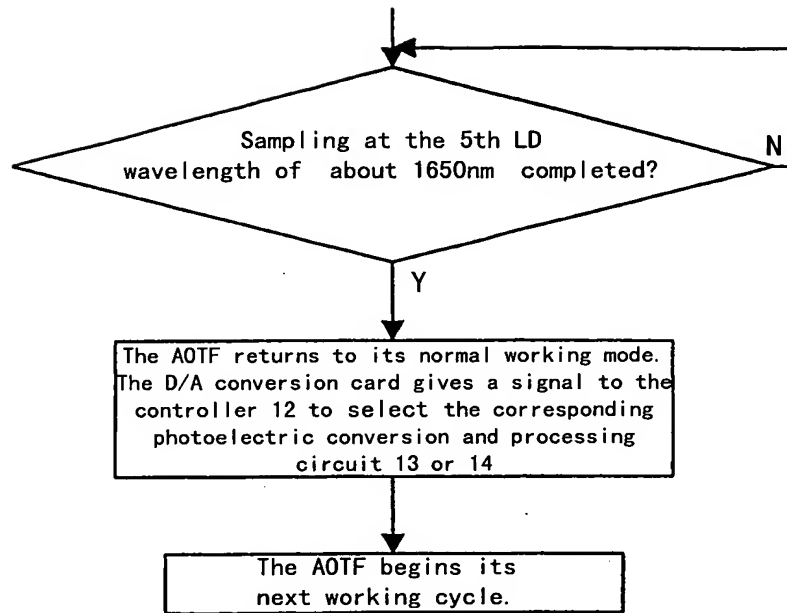 Sampling at the 5th LD
wavelength of about 1650nm completed?
N
Y
The AOTF returns to its normal working mode.
The D/A conversion card gives a signal to the
controller 12 to select the corresponding
photoelectric conversion and processing
circuit 13 or 14
The AOTF begins its
next working cycle.